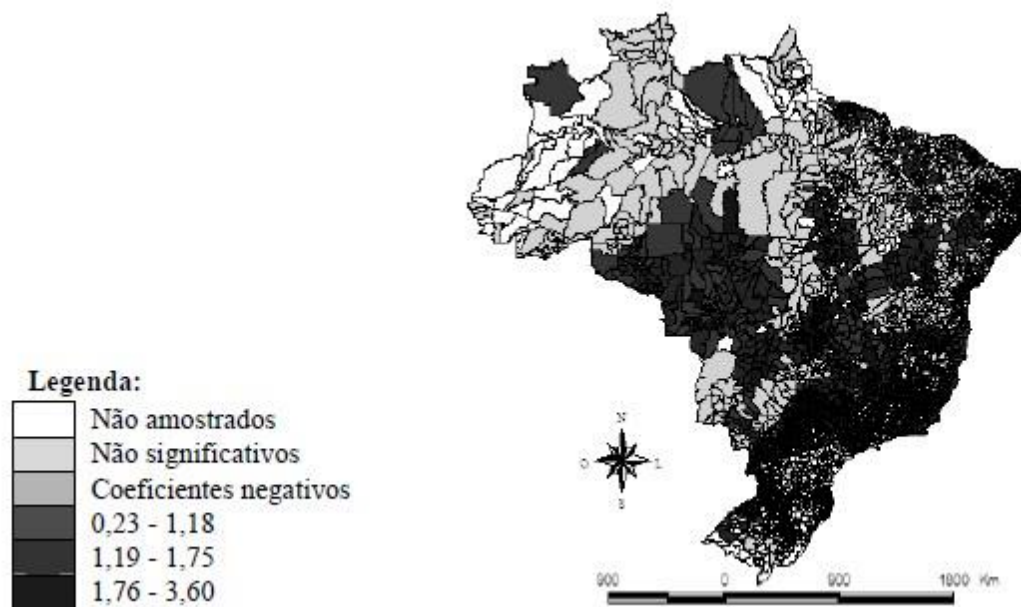 Legenda:
Não amostrados
Não significativos
Coeficientes negativos
0,23 - 1,18
1,19 - 1,75
1,76 - 3,60
N
O L
S
900 0 900 1800 Km